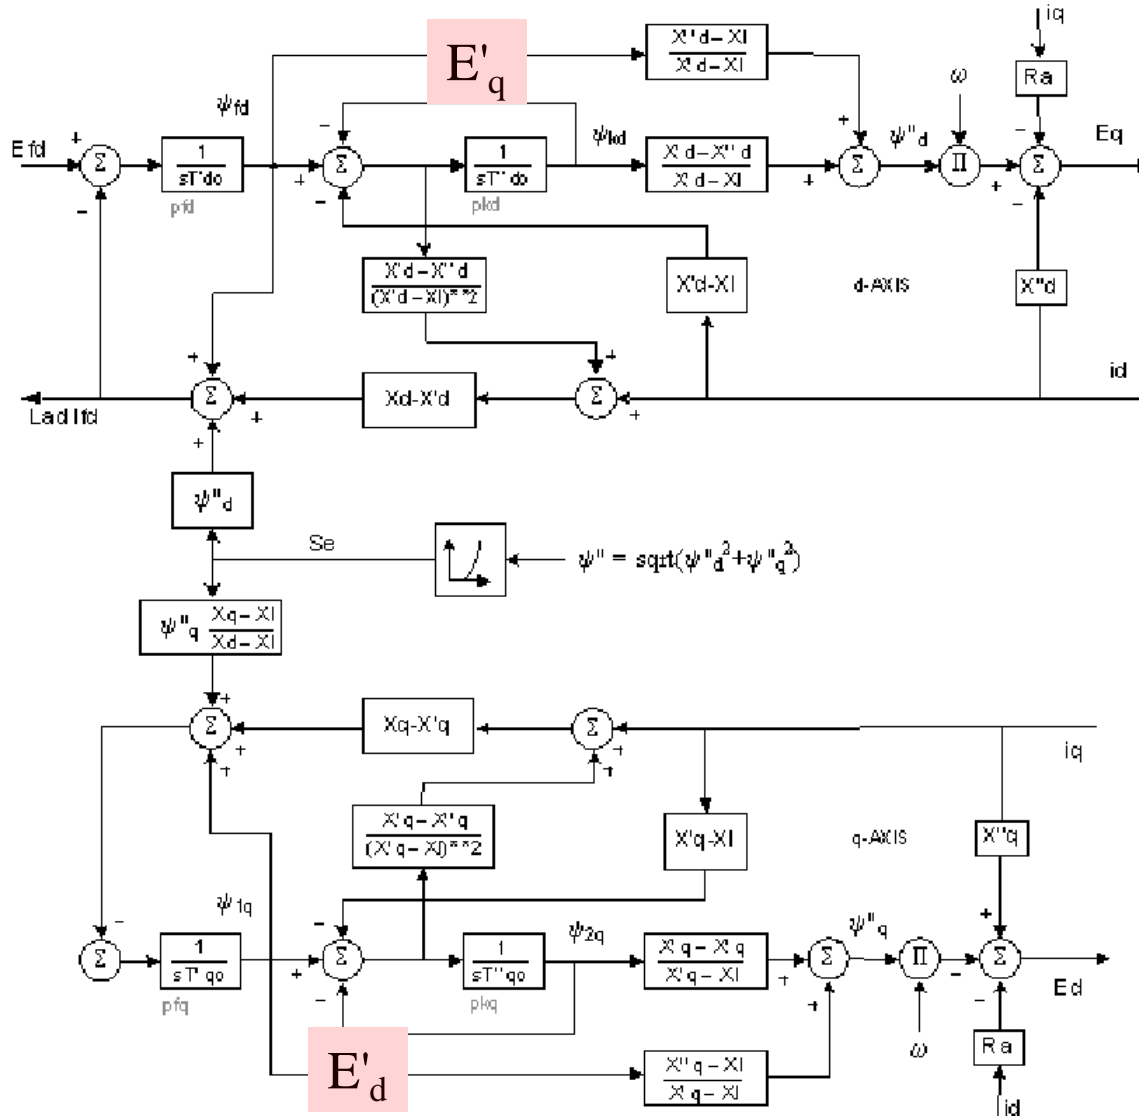 iq
E'q
X''d-Xl
X'd-Xl
Ra
ω
ψfd
Efd
+
Σ
-
1
sT'do
pfd
+
-
-
Σ
1
sT''do
pkd
ψkd
X'd-X''d
X'd-Xl
+
+
Σ
ψ''d
Π
+
-
-
Σ
Eq
X'd-X''d
(X'd-Xl)**2
X'd-Xl
d-AXIS
X''d
+
+
+
Σ
Xd-X'd
+
+
Σ
id
Lad Ifd
ψ''d
Se
ψ'' = sqrt(ψ''d²+ψ''q²)
ψ''q Xq-Xl
Xd-Xl
+
+
+
Σ
Xq-X'q
Σ
+
+
iq
X'q-X''q
(X'q-Xl)**2
X'q-Xl
q-AXIS
X''q
-
Σ
ψ1q
1
sT'qo
pfq
+
-
-
Σ
1
sT''qo
pkq
ψ2q
X'q-X'q
X'q-Xl
+
+
Σ
ψ''q
Π
-
+
-
Σ
Ed
ω
Ra
E'd
X''q-Xl
X'q-Xl
id